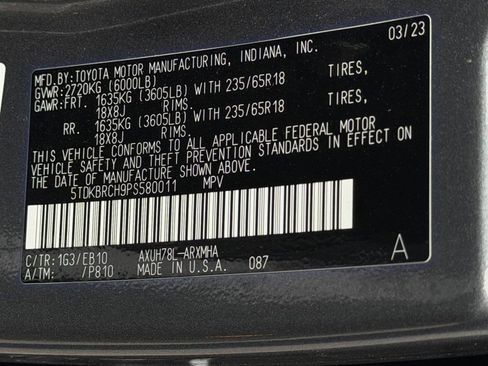 03/23
MFD.BY:TOYOTA MOTOR MANUFACTURING, INDIANA, INC.
GVWR:2720KG (6000LB)
GAWR:FRT. 1635KG (3605LB) WITH 235/65R18 TIRES,
18X8J RIMS.
RR. 1635KG (3605LB) WITH 235/65R18 TIRES,
18X8J RIMS.
THIS VEHICLE CONFORMS TO ALL APPLICABLE FEDERAL MOTOR
VEHICLE SAFETY AND THEFT PREVENTION STANDARDS IN EFFECT
ON THE DATE OF MANUFACTURE SHOWN ABOVE.
5TDKBRCH9PS580011 MPV
C/TR:1G3/EB10 AXUH78L-ARXMHA
A/TM: /P810 MADE IN U.S.A. 087 A